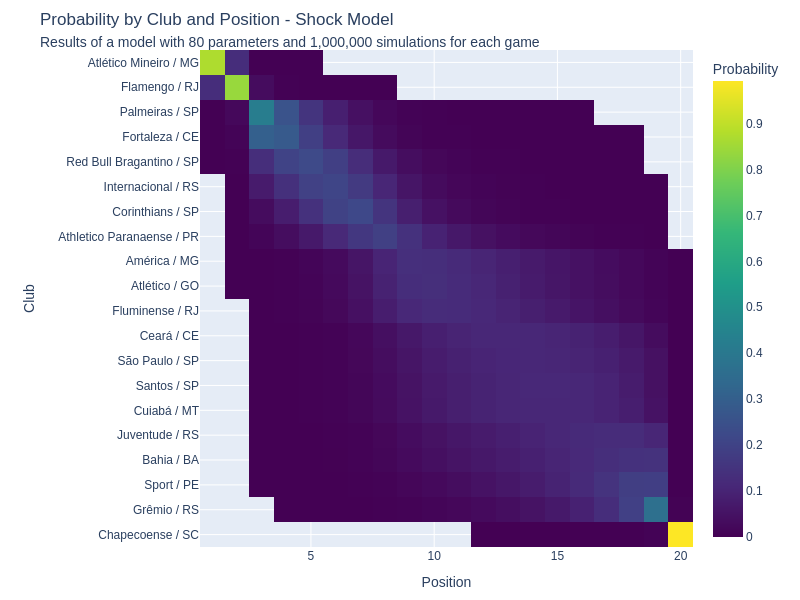 Probability by Club and Position - Shock Model
Results of a model with 80 parameters and 1,000,000 simulations for each game
Probability
Club
Atlético Mineiro / MG
Flamengo / RJ
Palmeiras / SP
Fortaleza / CE
Red Bull Bragantino / SP
Internacional / RS
Corinthians / SP
Athletico Paranaense / PR
América / MG
Atlético / GO
Fluminense / RJ
Ceará / CE
São Paulo / SP
Santos / SP
Cuiabá / MT
Juventude / RS
Bahia / BA
Sport / PE
Grêmio / RS
Chapecoense / SC
0.9
0.8
0.7
0.6
0.5
0.4
0.3
0.2
0.1
0
5 10 15 20
Position